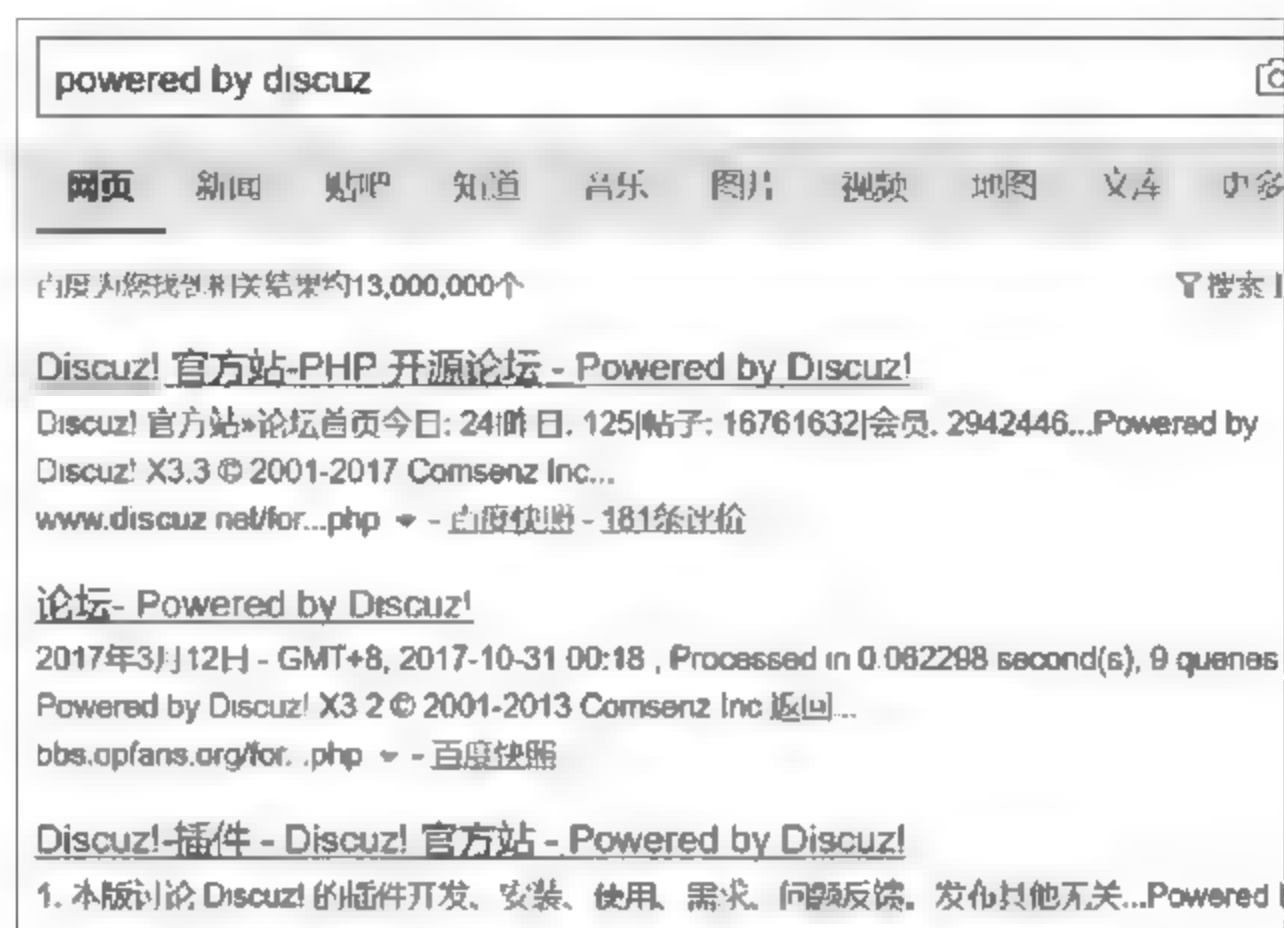 powered by discuz
网页 新闻 贴吧 知道 音乐 图片 视频 地图 文库 更多
百度为您找到相关结果约13,000,000个 搜索
Discuz! 官方站-PHP 开源论坛 - Powered by Discuz!
Discuz! 官方站»论坛首页今日: 24|昨日: 125|帖子: 16761632|会员: 2942446...Powered by
Discuz! X3.3 © 2001-2017 Comsenz Inc...
www.discuz.net/for...php - 百度快照 - 181条评价
论坛- Powered by Discuz!
2017年3月12日 - GMT+8, 2017-10-31 00:18 , Processed in 0.062298 second(s), 9 queries
Powered by Discuz! X3.2 © 2001-2013 Comsenz Inc 返回...
bbs.opfans.org/for...php - 百度快照
Discuz!-插件 - Discuz! 官方站 - Powered by Discuz!
1. 本版讨论 Discuz! 的插件开发、安装、使用、需求、问题反馈。发布其他无关...Powered